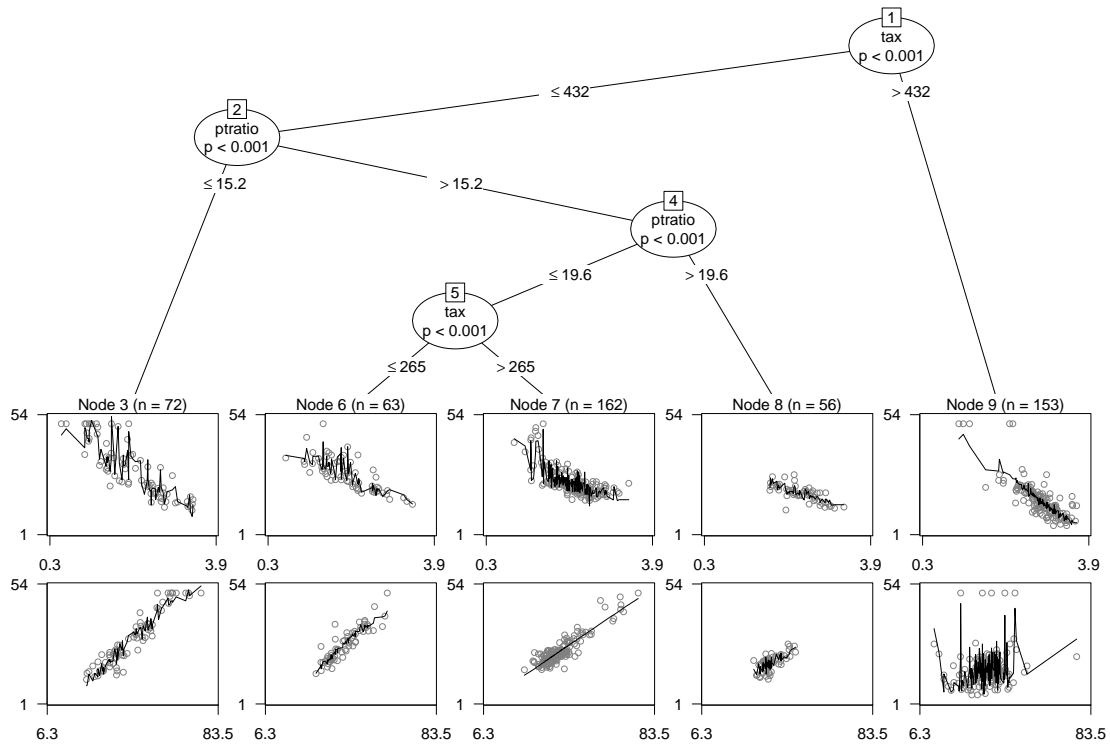 1
tax
p < 0.001
≤ 432
> 432
2
ptratio
p < 0.001
≤ 15.2
> 15.2
4
ptratio
p < 0.001
≤ 19.6
> 19.6
5
tax
p < 0.001
≤ 265
> 265
Node 3 (n = 72)
Node 6 (n = 63)
Node 7 (n = 162)
Node 8 (n = 56)
Node 9 (n = 153)
54 54 54 54 54
1 1 1 1 1
0.3 3.9 0.3 3.9 0.3 3.9 0.3 3.9 0.3 3.9
54 54 54 54 54
1 1 1 1 1
6.3 83.5 6.3 83.5 6.3 83.5 6.3 83.5 6.3 83.5